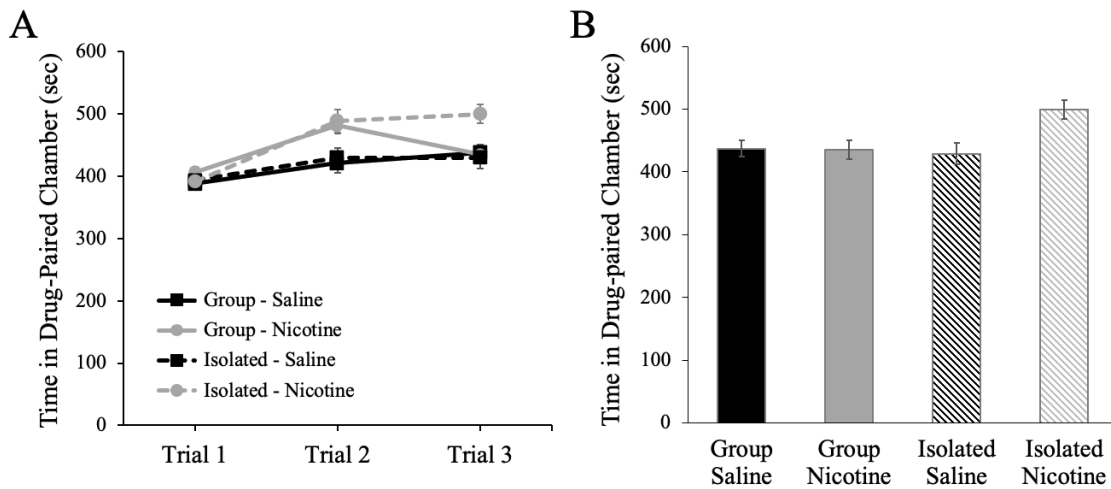 A
Time in Drug-Paired Chamber (sec)
600
500
400
300
200
100
0
Group - Saline
Group - Nicotine
Isolated - Saline
Isolated - Nicotine
Trial 1
Trial 2
Trial 3
B
Time in Drug-paired Chamber (sec)
600
500
400
300
200
100
0
Group
Saline
Group
Nicotine
Isolated
Saline
Isolated
Nicotine